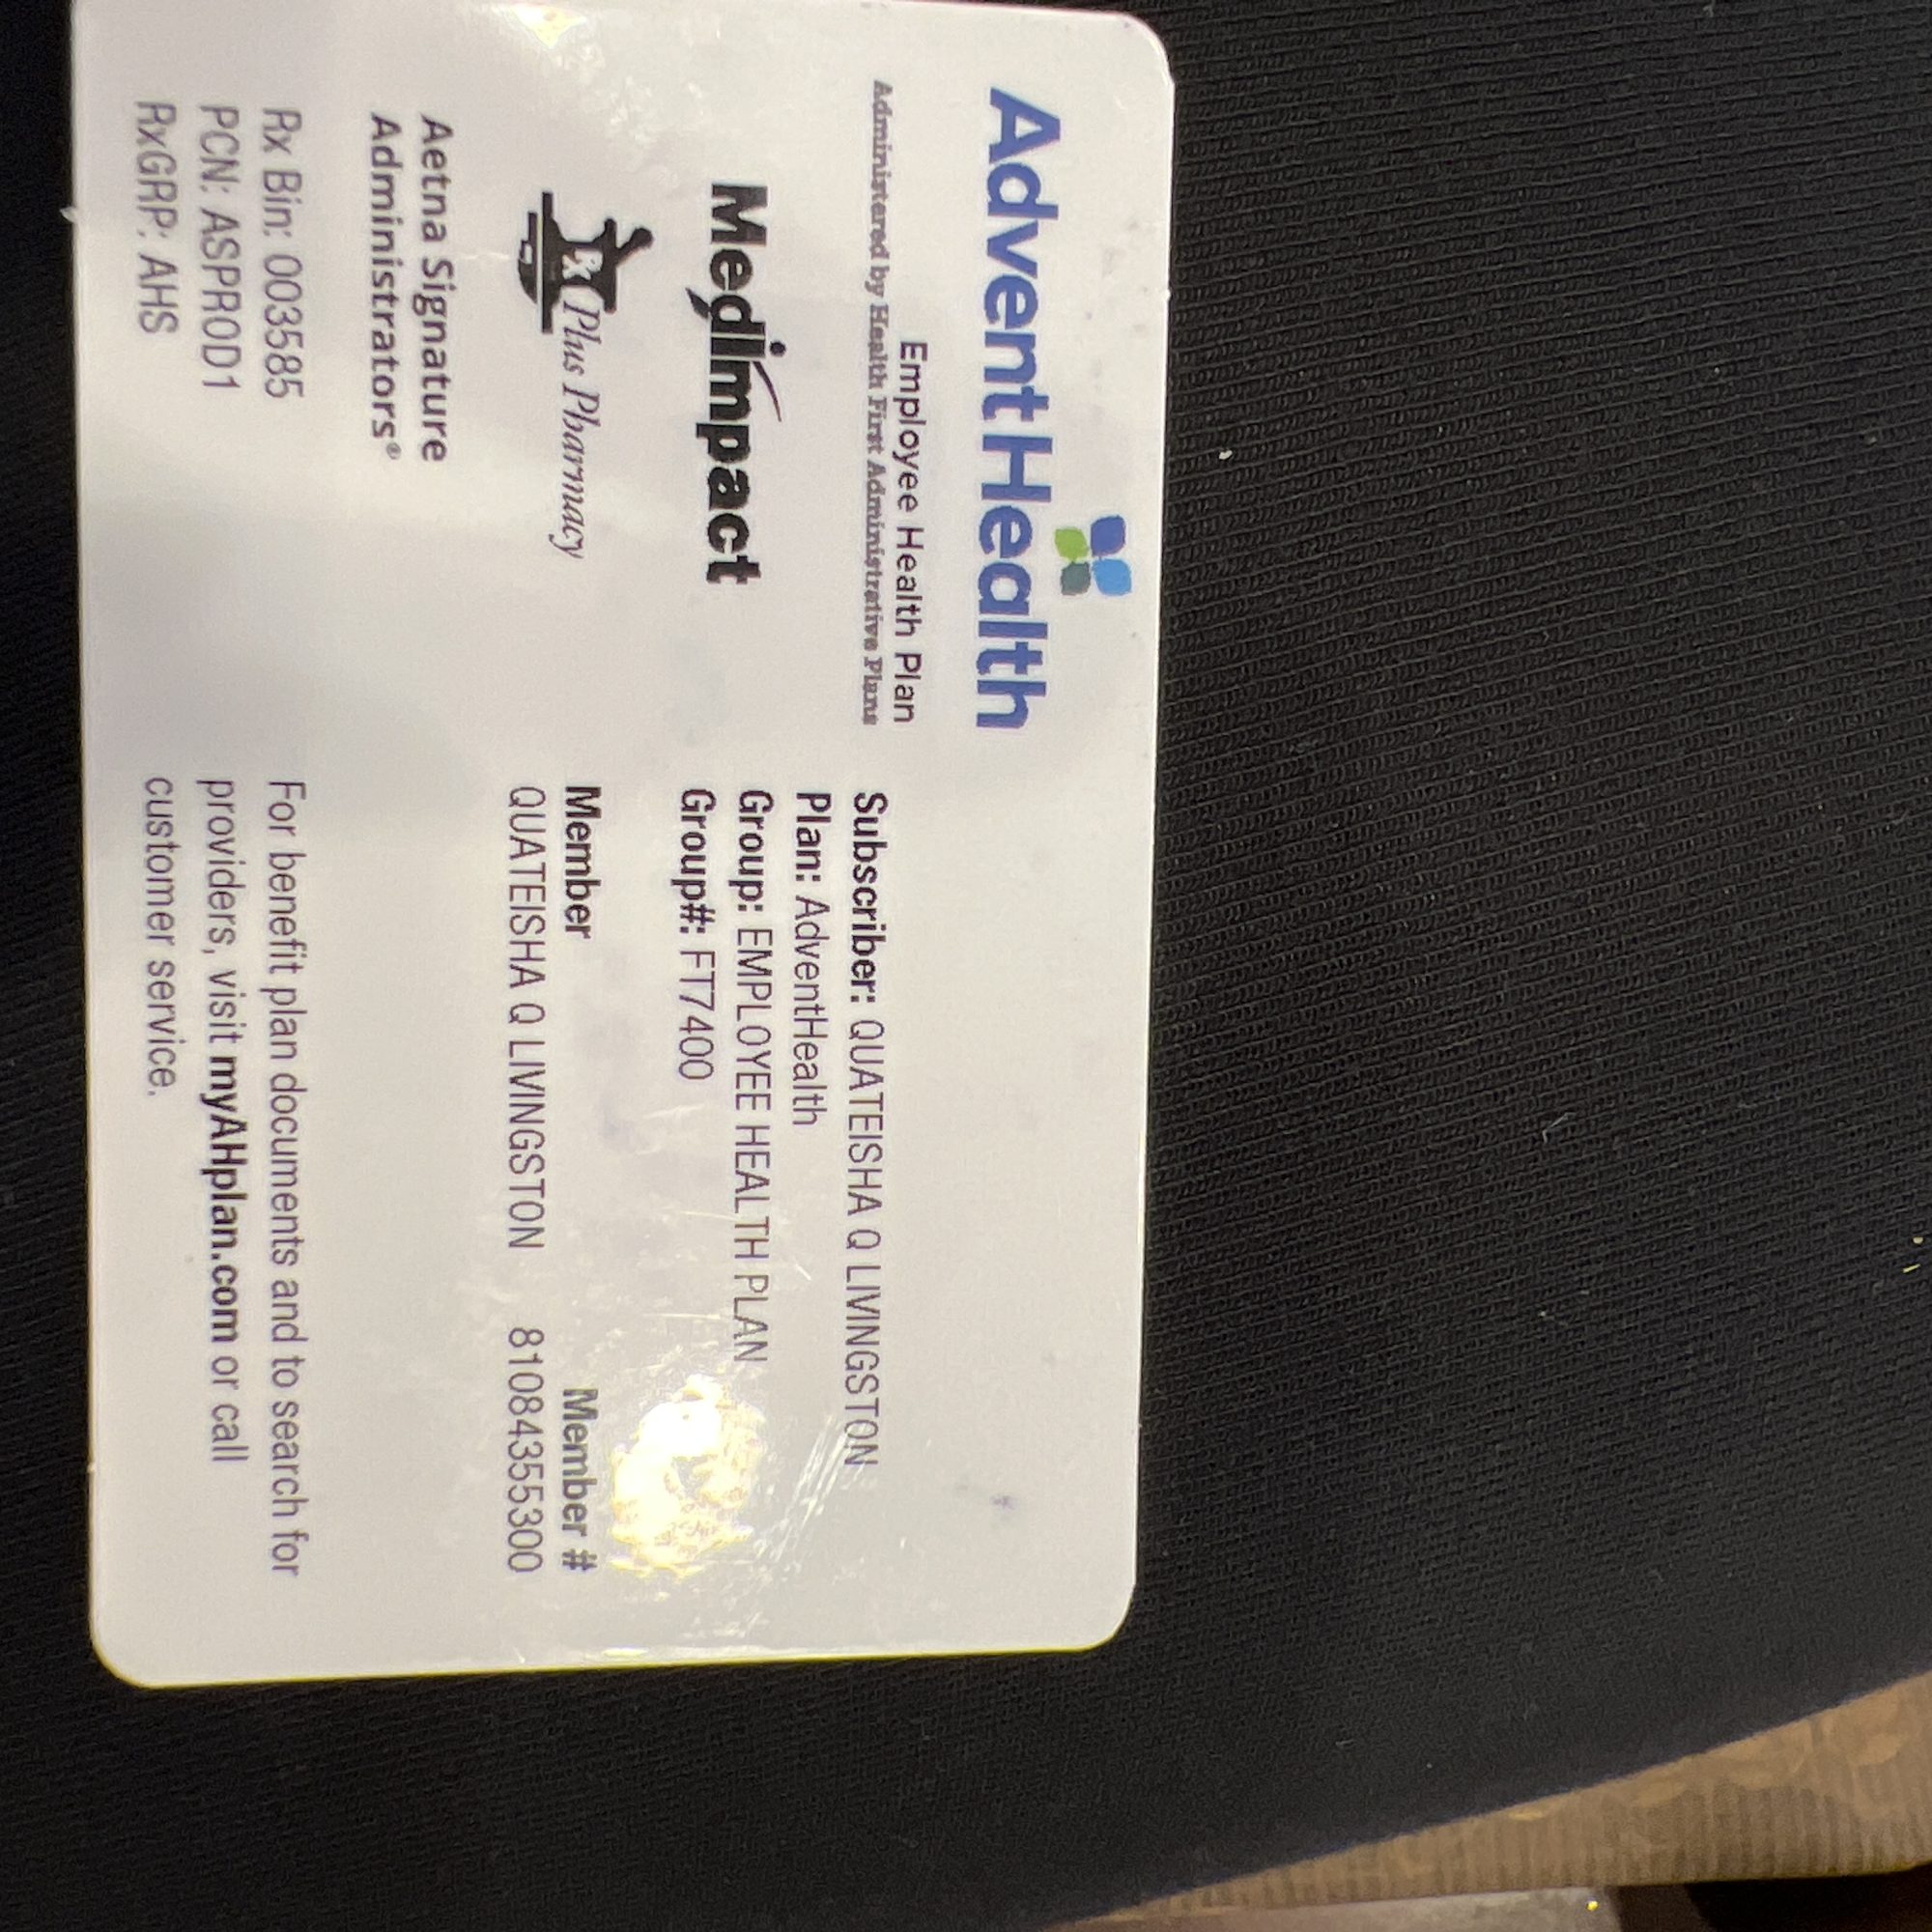 AdventHealth
Employee Health Plan
Administered by Health First Administrative Plans
MedImpact
Rx Plus Pharmacy
Aetna Signature
Administrators®
Rx Bin: 003585
PCN: ASPROD1
RxGRP: AHS
Subscriber: QUATEISHA Q LIVINGSTON
Plan: AdventHealth
Group: EMPLOYEE HEALTH PLAN
Group#: FT7400
Member Member #
QUATEISHA Q LIVINGSTON 81084355300
For benefit plan documents and to search for
providers, visit myAHplan.com or call
customer service.